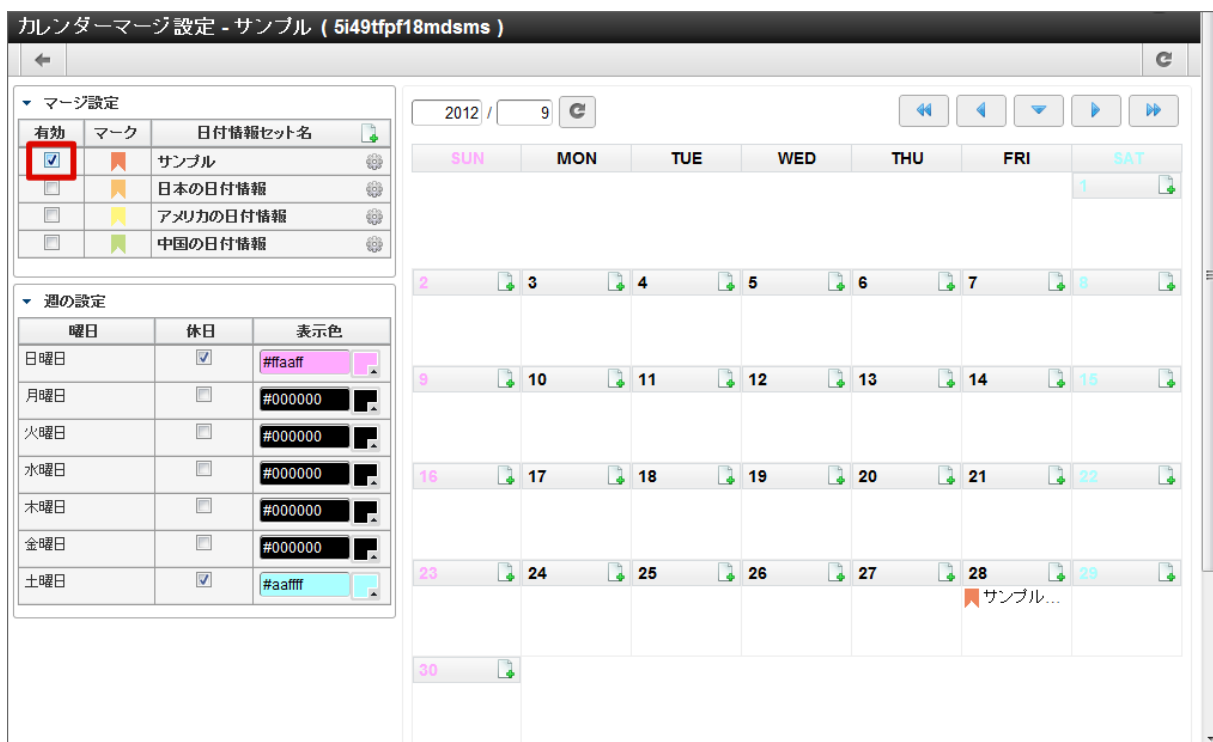 カレンダーマージ設定 - サンプル ( 5i49tfpf18mdsms )
マージ設定
有効 マーク 日付情報セット名
サンプル
日本の日付情報
アメリカの日付情報
中国の日付情報
週の設定
曜日 休日 表示色
日曜日 #ffaaff
月曜日 #000000
火曜日 #000000
水曜日 #000000
木曜日 #000000
金曜日 #000000
土曜日 #aaffff
2012 / 9
SUN MON TUE WED THU FRI SAT
1
2 3 4 5 6 7 8
9 10 11 12 13 14 15
16 17 18 19 20 21 22
23 24 25 26 27 28 29
サンプル...
30